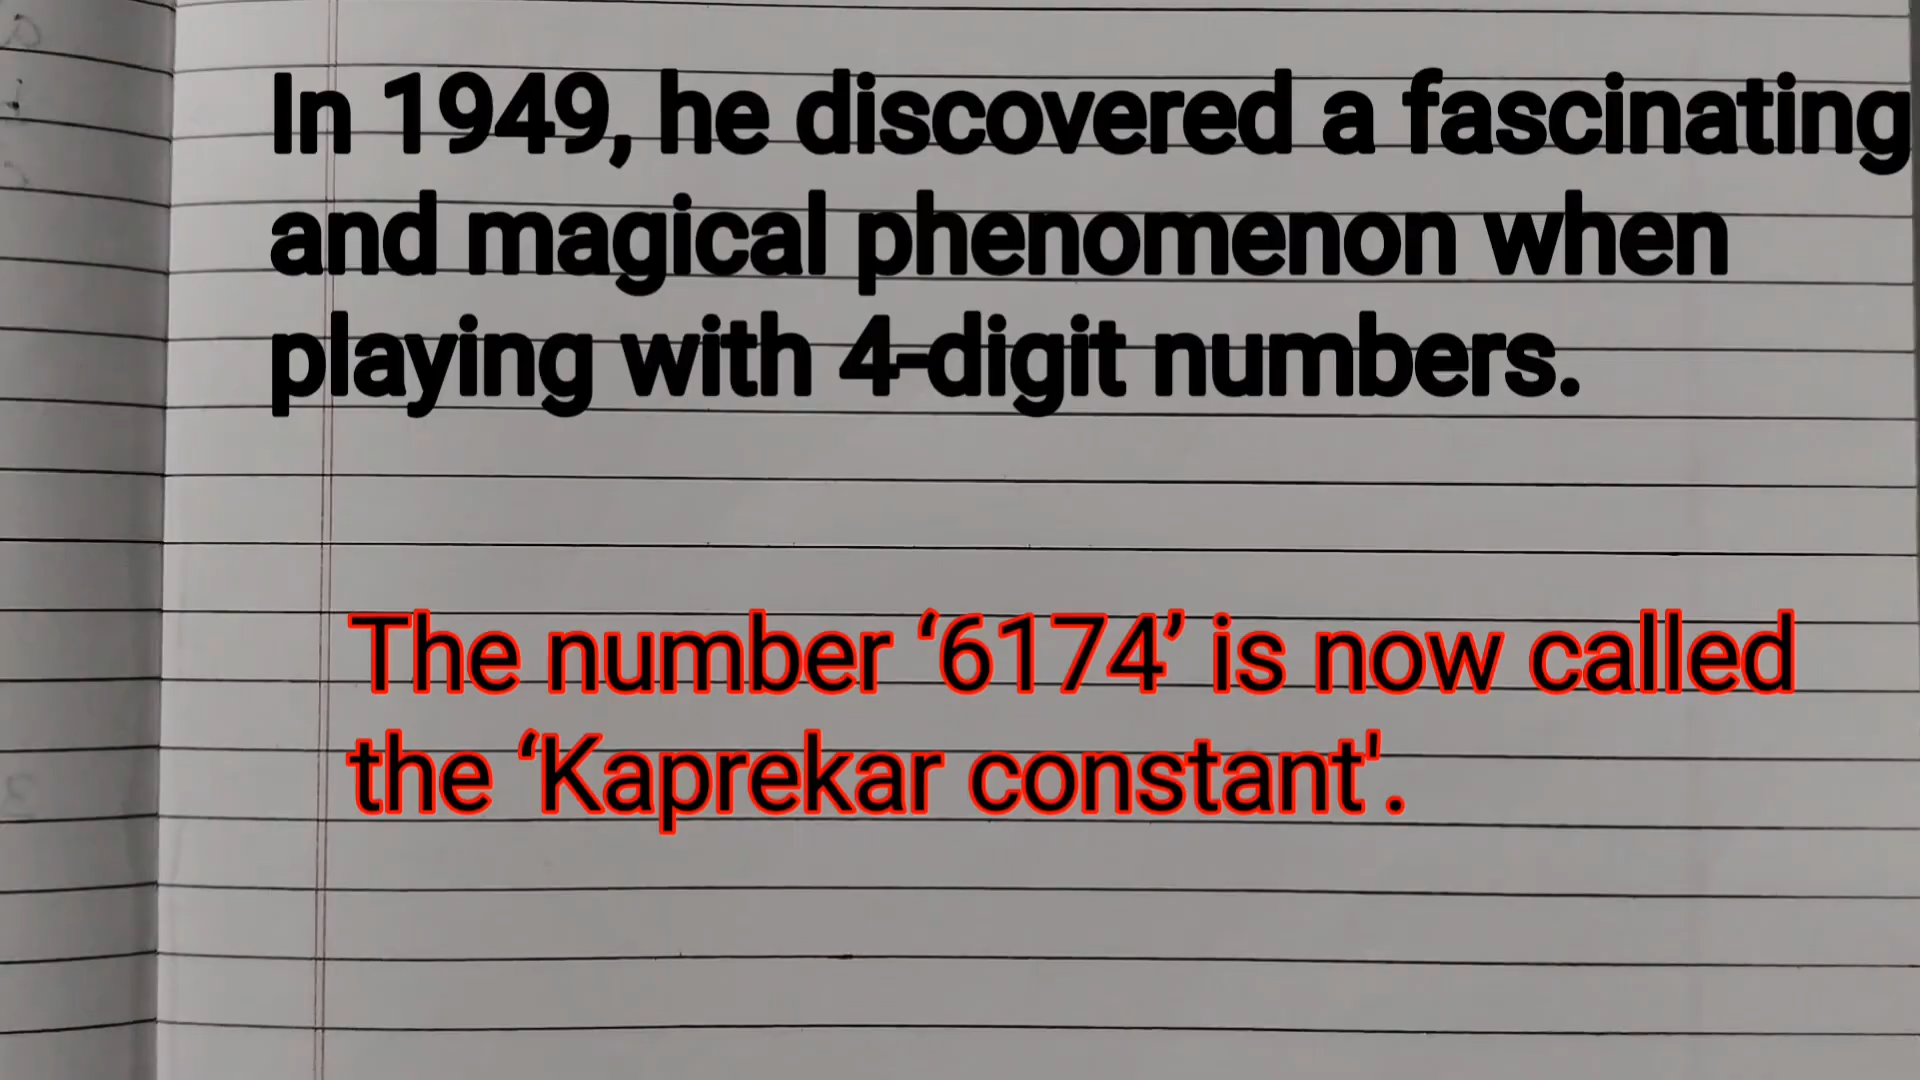 In 1949, he discovered a fascinating
and magical phenomenon when
playing with 4-digit numbers.
The number ‘6174’ is now called
the ‘Kaprekar constant'.